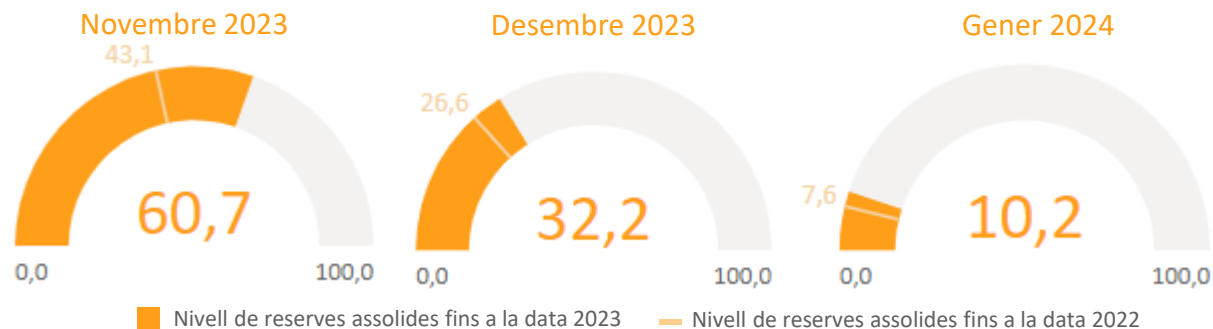 Novembre 2023
43,1
60,7
0,0
100,0
Desembre 2023
26,6
32,2
0,0
100,0
Gener 2024
7,6
10,2
0,0
100,0
Nivell de reserves assolides fins a la data 2023
Nivell de reserves assolides fins a la data 2022